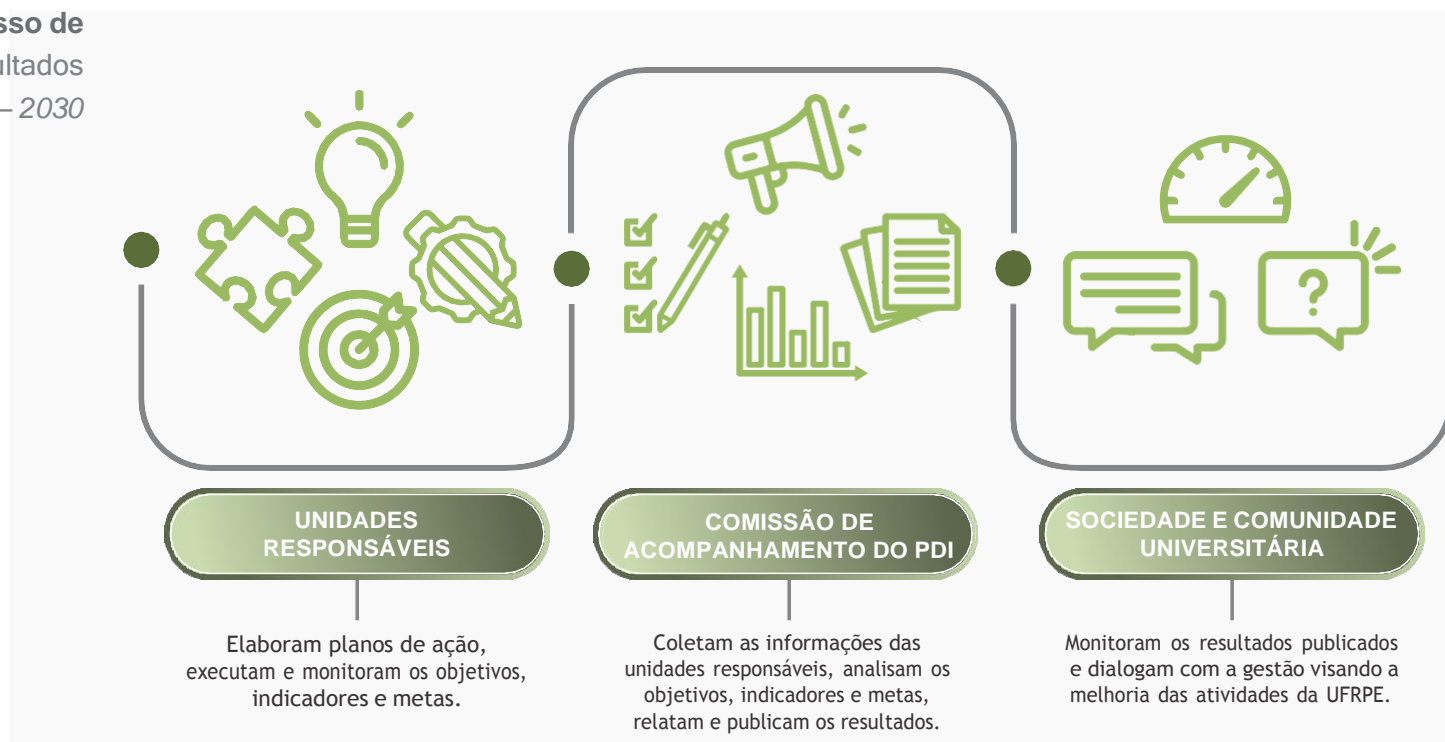 sso de
ultados
– 2030
UNIDADES
RESPONSÁVEIS
Elaboram planos de ação,
executam e monitoram os objetivos,
indicadores e metas.
COMISSÃO DE
ACOMPANHAMENTO DO PDI
Coletam as informações das
unidades responsáveis, analisam os
objetivos, indicadores e metas,
relatam e publicam os resultados.
SOCIEDADE E COMUNIDADE
UNIVERSITÁRIA
Monitoram os resultados publicados
e dialogam com a gestão visando a
melhoria das atividades da UFRPE.
?